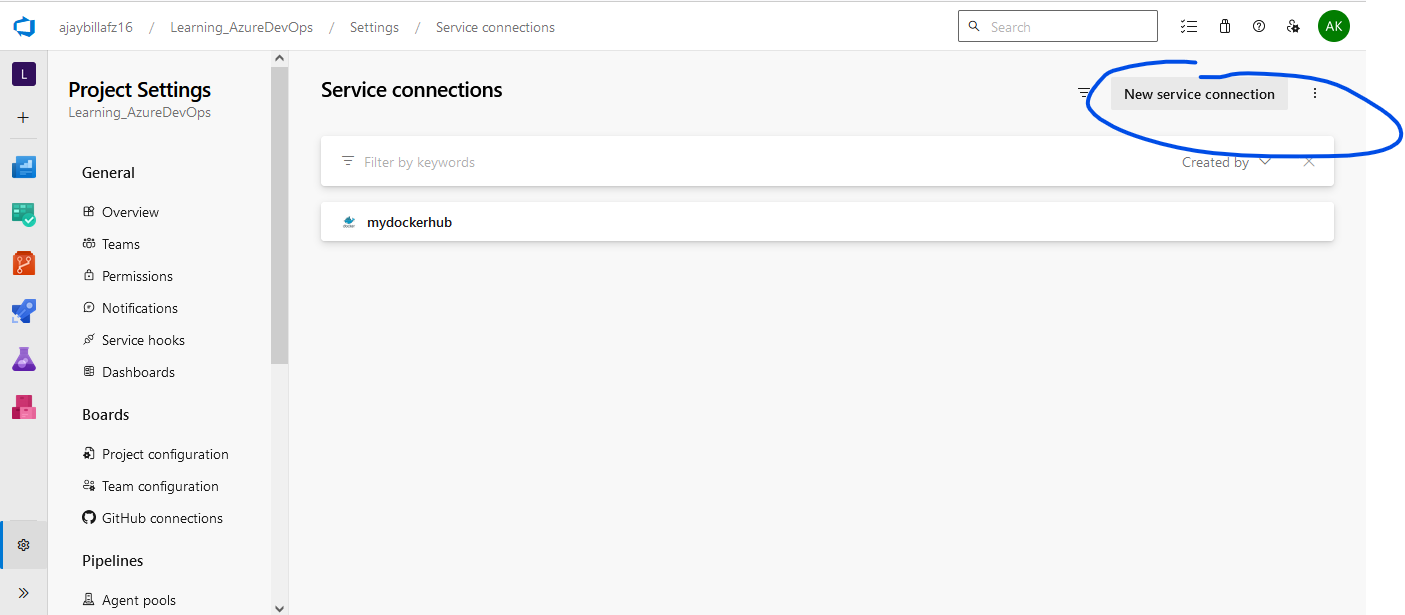 ajaybillafz16 / Learning_AzureDevOps / Settings / Service connections
Search
AK
L
Project Settings
Learning_AzureDevOps
General
Overview
Teams
Permissions
Notifications
Service hooks
Dashboards
Boards
Project configuration
Team configuration
GitHub connections
Pipelines
Agent pools
Service connections
New service connection
Filter by keywords
Created by
docker
mydockerhub